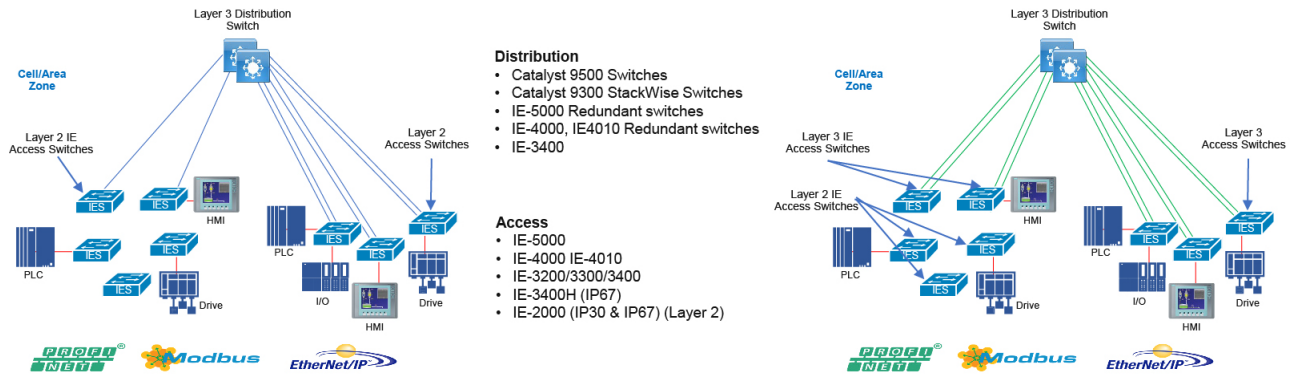 Layer 3 Distribution
Switch
Cell/Area
Zone
Layer 2 IE
Access Switches
Layer 2
Access Switches
IES
IES
HMI
IES
IES
IES
PLC
Drive
PLC
IES
IES
IES
I/O
HMI
Drive
PROFI
NET®
Modbus
EtherNet/IP™
Distribution
• Catalyst 9500 Switches
• Catalyst 9300 StackWise Switches
• IE-5000 Redundant switches
• IE-4000, IE4010 Redundant switches
• IE-3400
Access
• IE-5000
• IE-4000 IE-4010
• IE-3200/3300/3400
• IE-3400H (IP67)
• IE-2000 (IP30 & IP67) (Layer 2)
Layer 3 Distribution
Switch
Cell/Area
Zone
Layer 3 IE
Access Switches
Layer 3
Access Switches
Layer 2 IE
Access Switches
IES
IES
HMI
IES
IES
IES
PLC
Drive
PLC
IES
IES
IES
I/O
HMI
Drive
PROFI
NET®
Modbus
EtherNet/IP™